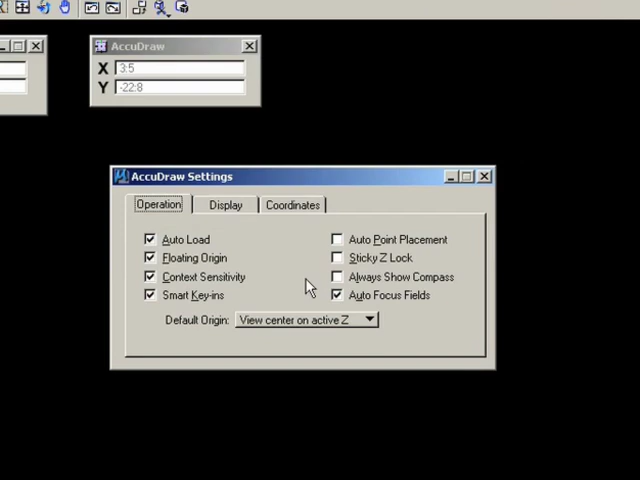 AccuDraw
X 3:5
Y -22:8
AccuDraw Settings
Operation Display Coordinates
Auto Load Auto Point Placement
Floating Origin Sticky Z Lock
Context Sensitivity Always Show Compass
Smart Key-ins Auto Focus Fields
Default Origin: View center on active Z